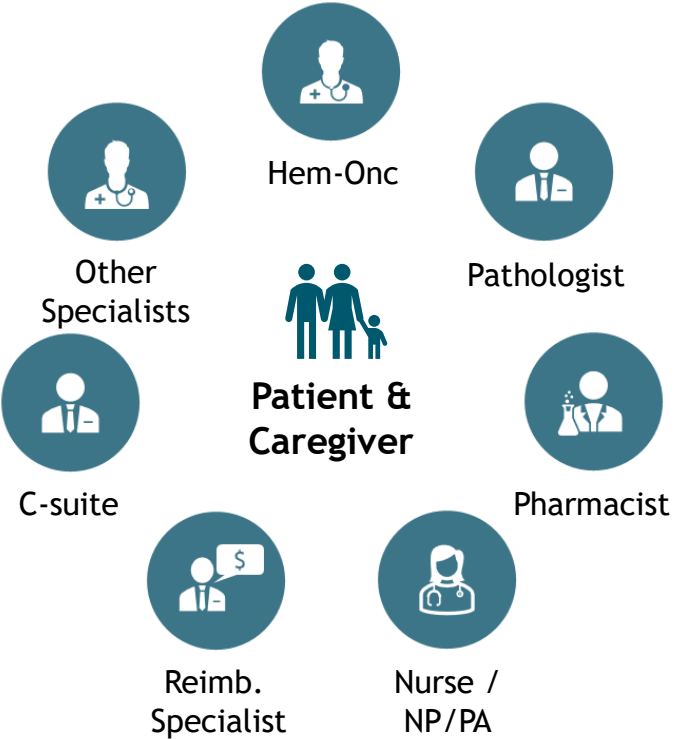 Hem-Onc
Other
Specialists
Pathologist
Patient &
Caregiver
C-suite
Pharmacist
$
Reimb.
Specialist
Nurse /
NP/PA